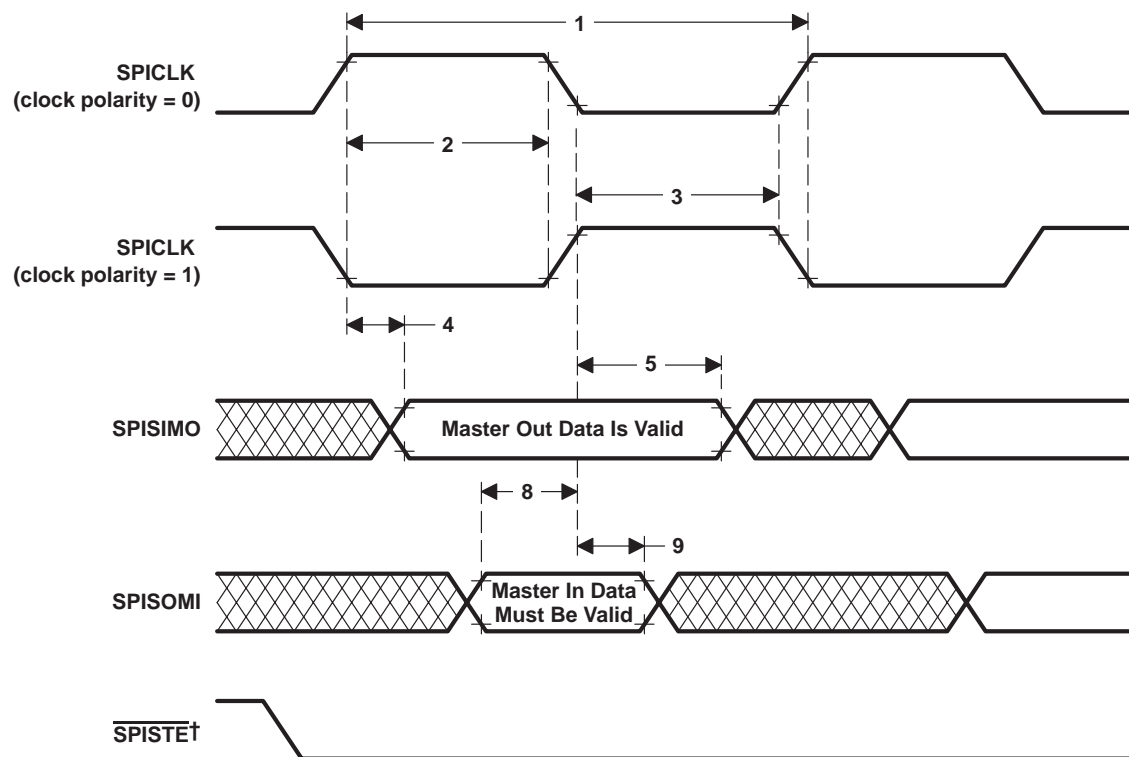 1
SPICLK
(clock polarity = 0)
2
3
SPICLK
(clock polarity = 1)
4
5
SPISIMO
Master Out Data Is Valid
8
9
SPISOMI
Master In Data
Must Be Valid
SPISTE†